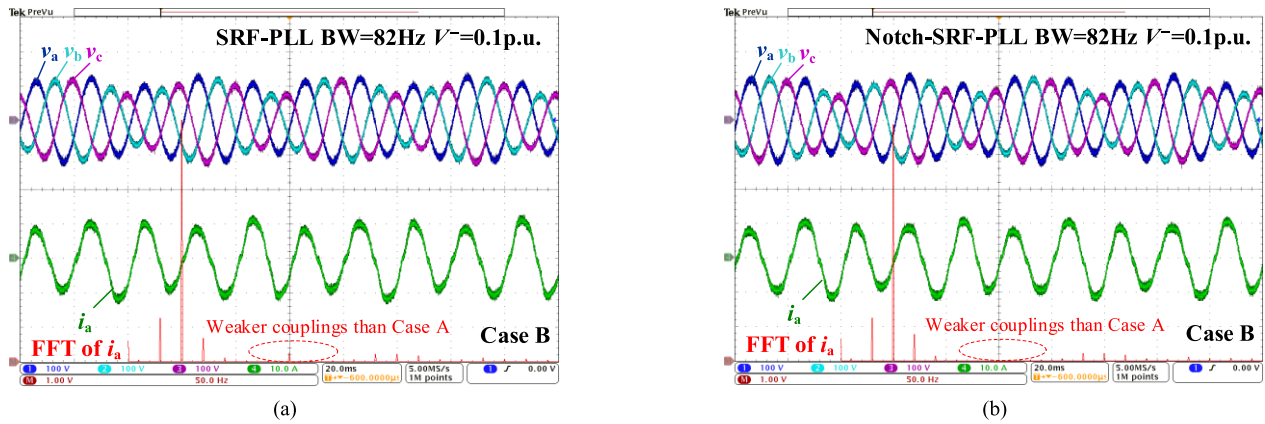 Tek PreVu
SRF-PLL BW=82Hz V⁻=0.1p.u.
va vb vc
ia
Weaker couplings than Case A
FFT of ia
Case B
1 100 V 2 100 V 3 100 V 4 10.0 A
M 1.00 V 50.0 Hz
20.0ms
T→▼−600.0000µs
5.00MS/s
1M points
1 0.00 V
(a)
Tek PreVu
Notch-SRF-PLL BW=82Hz V⁻=0.1p.u.
va vb vc
ia
Weaker couplings than Case A
FFT of ia
Case B
1 100 V 2 100 V 3 100 V 4 10.0 A
M 1.00 V 50.0 Hz
20.0ms
T→▼−600.0000µs
5.00MS/s
1M points
1 0.00 V
(b)